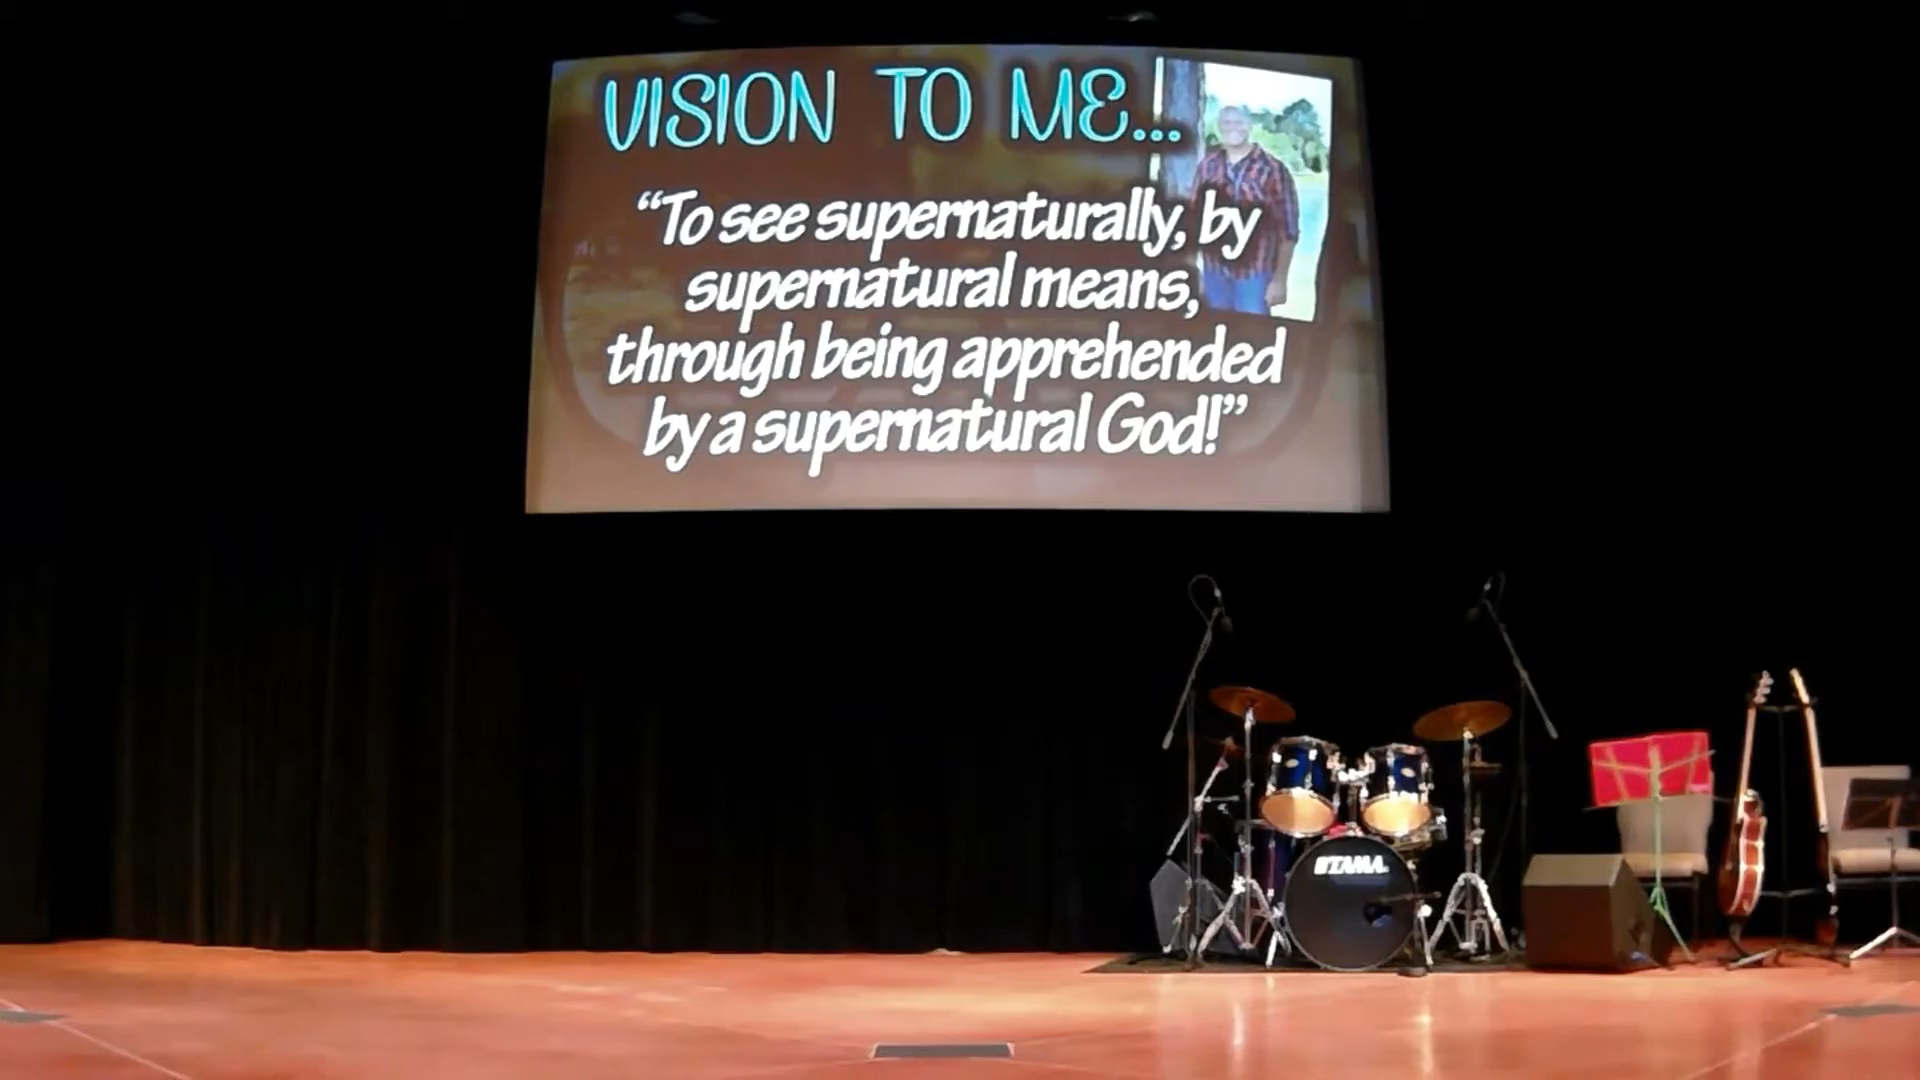 VISION TO ME...
“To see supernaturally, by
supernatural means,
through being apprehended
by a supernatural God!”
TAMA